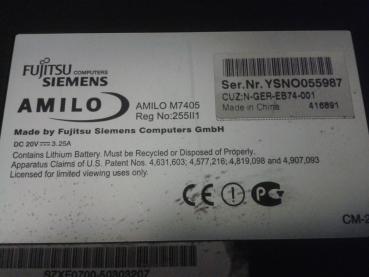 FUJITSU COMPUTERS
SIEMENS
AMILO
AMILO M7405
Reg No:255II1
Ser.Nr.YSNO055987
CUZ:N-GER-EB74-001
Made in China 416891
Made by Fujitsu Siemens Computers GmbH
DC 20V⎓3.25A
Contains Lithium Battery. Must be Recycled or Disposed of Properly.
Apparatus Claims of U.S. Patent Nos. 4,631,603; 4,577,216; 4,819,098 and 4,907,093
Licensed for limited viewing uses only.
CE
CM-2